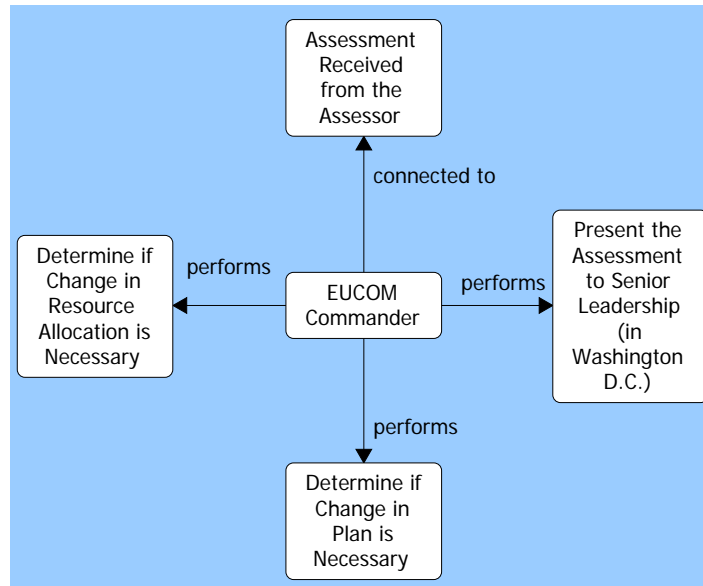 Assessment
Received
from the
Assessor
connected to
Determine if
Change in
Resource
Allocation is
Necessary
performs
EUCOM
Commander
performs
Present the
Assessment
to Senior
Leadership
(in
Washington
D.C.)
performs
Determine if
Change in
Plan is
Necessary